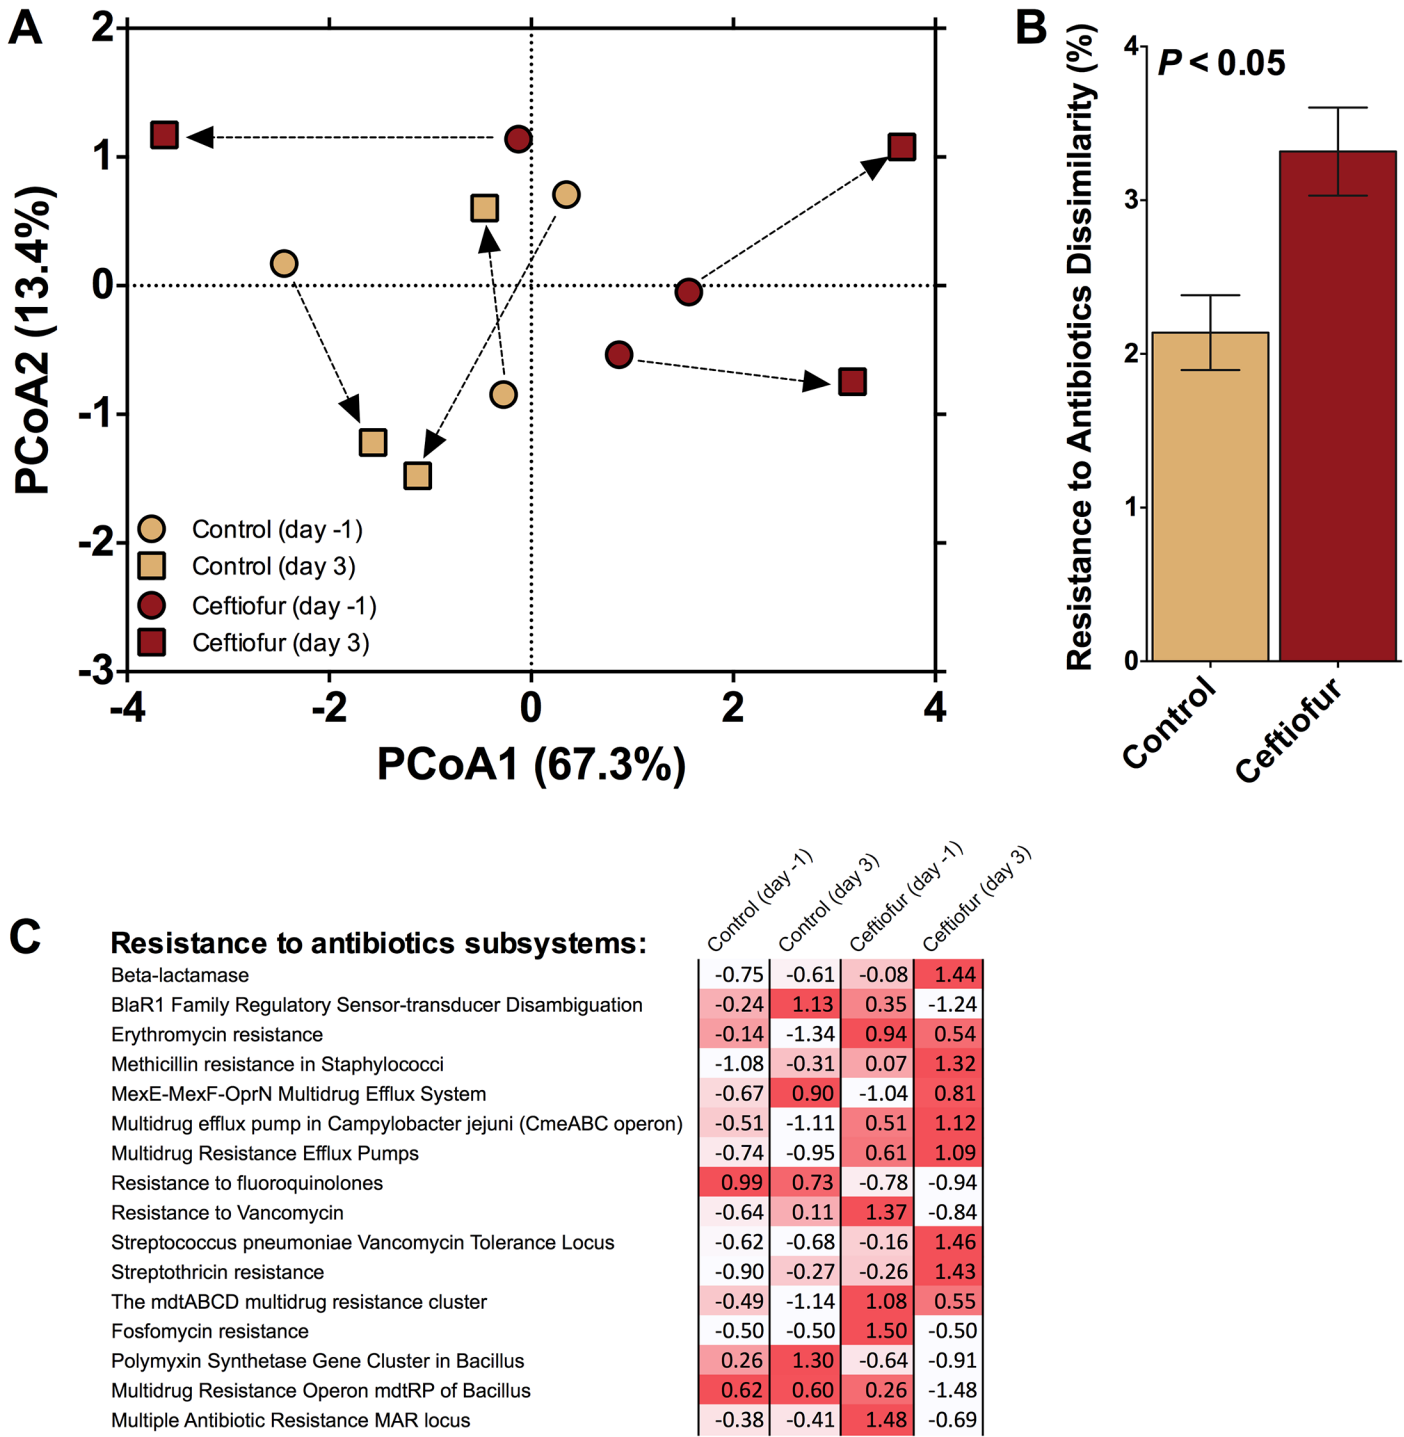 A
2
1
0
-1
-2
-3
PCoA2 (13.4%)
Control (day -1)
Control (day 3)
Ceftiofur (day -1)
Ceftiofur (day 3)
-4 -2 0 2 4
PCoA1 (67.3%)
B
Resistance to Antibiotics Dissimilarity (%)
P < 0.05
4
3
2
1
0
Control
Ceftiofur
C
Control (day -1)
Control (day 3)
Ceftiofur (day -1)
Ceftiofur (day 3)
Resistance to antibiotics subsystems:
Beta-lactamase -0.75 -0.61 -0.08 1.44
BlaR1 Family Regulatory Sensor-transducer Disambiguation -0.24 1.13 0.35 -1.24
Erythromycin resistance -0.14 -1.34 0.94 0.54
Methicillin resistance in Staphylococci -1.08 -0.31 0.07 1.32
MexE-MexF-OprN Multidrug Efflux System -0.67 0.90 -1.04 0.81
Multidrug efflux pump in Campylobacter jejuni (CmeABC operon) -0.51 -1.11 0.51 1.12
Multidrug Resistance Efflux Pumps -0.74 -0.95 0.61 1.09
Resistance to fluoroquinolones 0.99 0.73 -0.78 -0.94
Resistance to Vancomycin -0.64 0.11 1.37 -0.84
Streptococcus pneumoniae Vancomycin Tolerance Locus -0.62 -0.68 -0.16 1.46
Streptothricin resistance -0.90 -0.27 -0.26 1.43
The mdtABCD multidrug resistance cluster -0.49 -1.14 1.08 0.55
Fosfomycin resistance -0.50 -0.50 1.50 -0.50
Polymyxin Synthetase Gene Cluster in Bacillus 0.26 1.30 -0.64 -0.91
Multidrug Resistance Operon mdtRP of Bacillus 0.62 0.60 0.26 -1.48
Multiple Antibiotic Resistance MAR locus -0.38 -0.41 1.48 -0.69